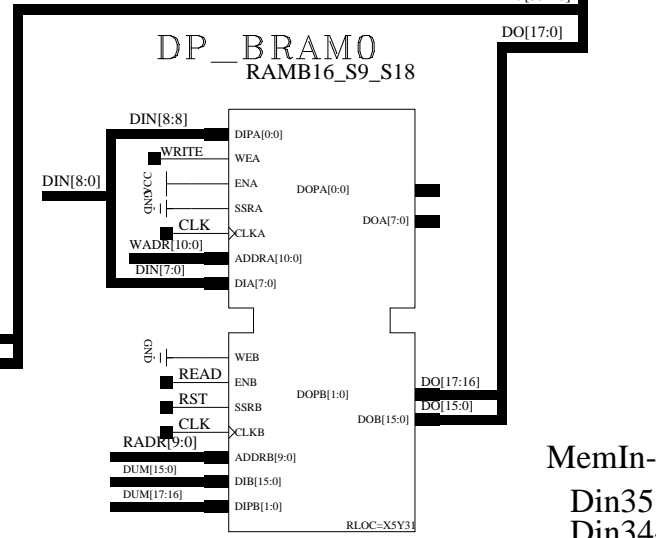 DO[17:0]
DP_BRAM0
RAMB16_S9_S18
DIN[8:8]
DIPA[0:0]
WRITE
WEA
DIN[8:0]
VCC
ENA
DOPA[0:0]
GND
SSRA
DOA[7:0]
CLK
CLKA
WADR[10:0]
ADDRA[10:0]
DIN[7:0]
DIA[7:0]
GND
WEB
READ
ENB
DO[17:16]
DOPB[1:0]
RST
SSRB
DO[15:0]
DOB[15:0]
CLK
CLKB
RADR[9:0]
ADDRB[9:0]
MemIn-
DUM[15:0]
DIB[15:0]
DUM[17:16]
DIPB[1:0]
Din35
RLOC=X5Y31
Din34-